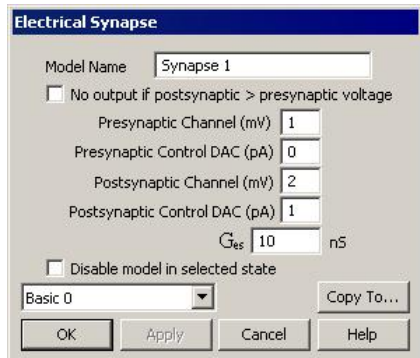 Electrical Synapse
Model Name Synapse 1
No output if postsynaptic > presynaptic voltage
Presynaptic Channel (mV) 1
Presynaptic Control DAC (pA) 0
Postsynaptic Channel (mV) 2
Postsynaptic Control DAC (pA) 1
Ges 10 nS
Disable model in selected state
Basic 0 Copy To...
OK Apply Cancel Help